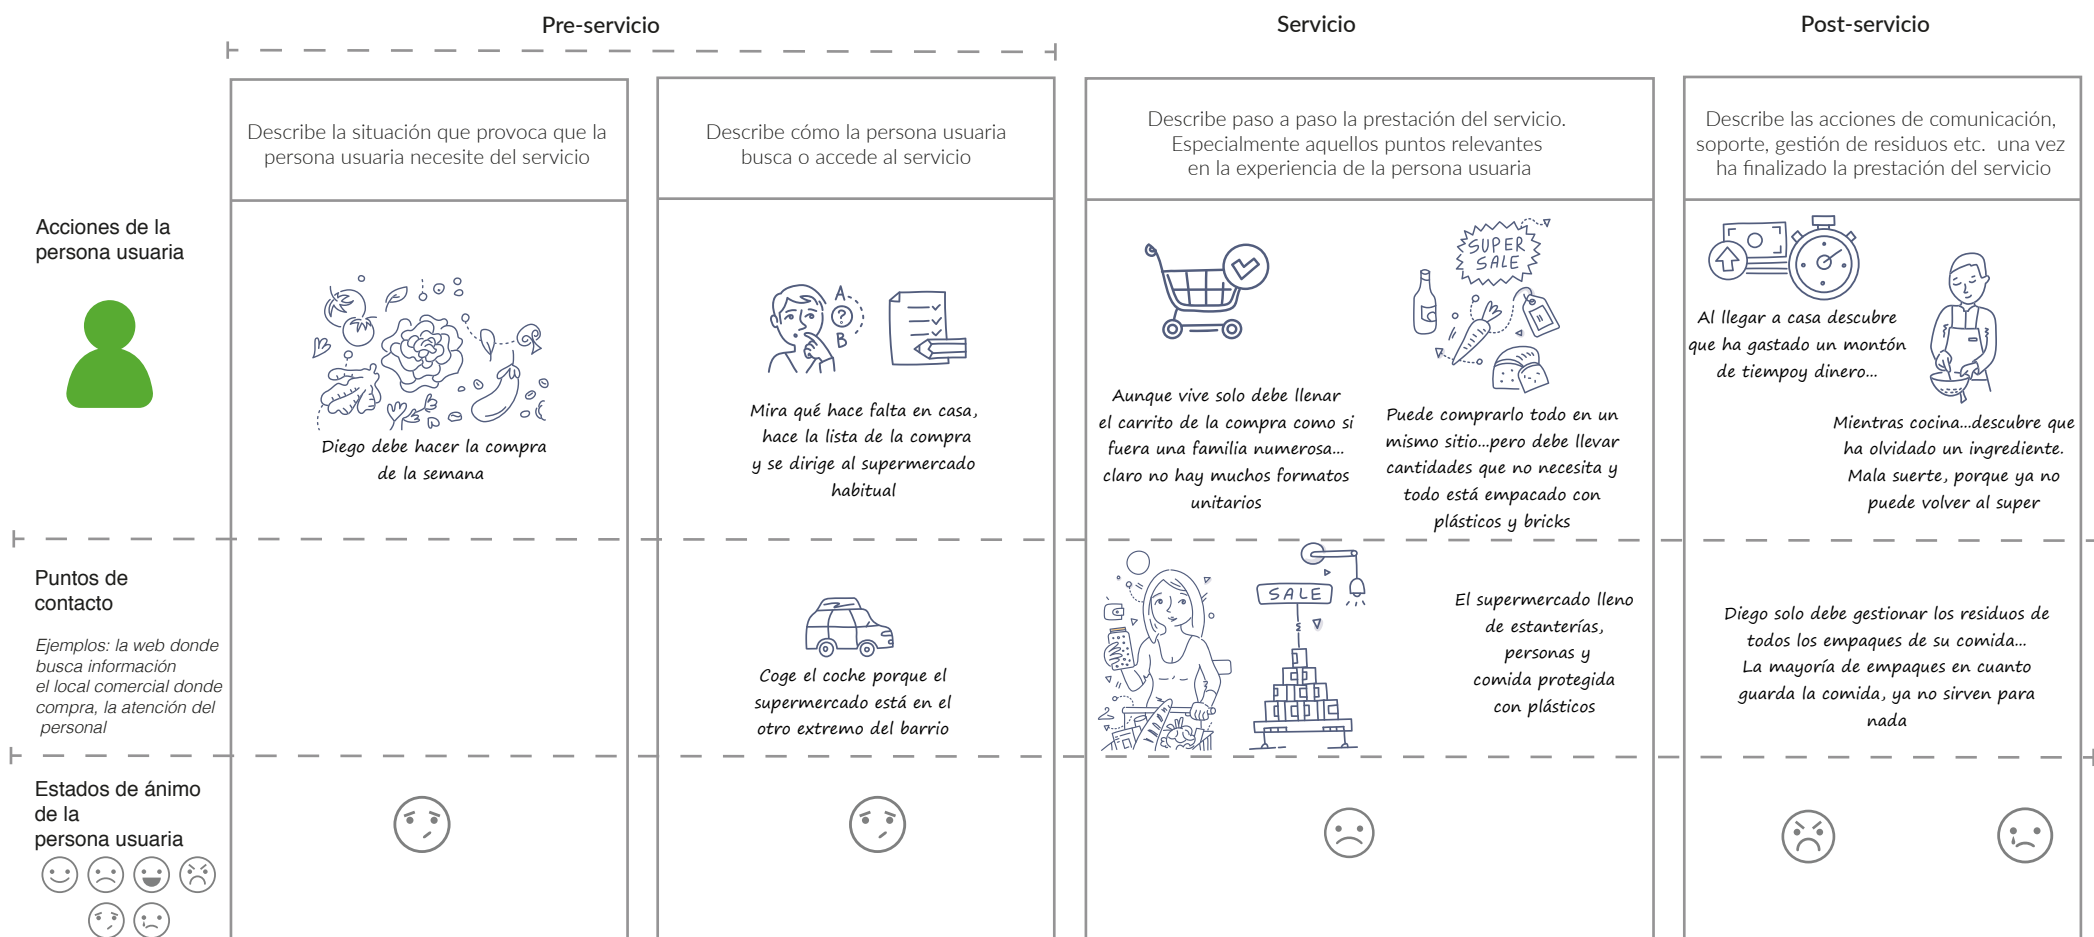 Pre-servicio
Servicio
Post-servicio
Describe la situación que provoca que la
persona usuaria necesite del servicio
Describe cómo la persona usuaria
busca o accede al servicio
Describe paso a paso la prestación del servicio.
Especialmente aquellos puntos relevantes
en la experiencia de la persona usuaria
Describe las acciones de comunicación,
soporte, gestión de residuos etc. una vez
ha finalizado la prestación del servicio
Acciones de la
persona usuaria
Diego debe hacer la compra
de la semana
A
?
B
Mira qué hace falta en casa,
hace la lista de la compra
y se dirige al supermercado
habitual
Aunque vive solo debe llenar
el carrito de la compra como si
fuera una familia numerosa...
claro no hay muchos formatos
unitarios
SUPER
SALE
Puede comprarlo todo en un
mismo sitio...pero debe llevar
cantidades que no necesita y
todo está empacado con
plásticos y bricks
Al llegar a casa descubre
que ha gastado un montón
de tiempoy dinero...
Mientras cocina...descubre que
ha olvidado un ingrediente.
Mala suerte, porque ya no
puede volver al super
Puntos de
contacto
Ejemplos: la web donde
busca información
el local comercial donde
compra, la atención del
personal
Coge el coche porque el
supermercado está en el
otro extremo del barrio
SALE
El supermercado lleno
de estanterías,
personas y
comida protegida
con plásticos
Diego solo debe gestionar los residuos de
todos los empaques de su comida...
La mayoría de empaques en cuanto
guarda la comida, ya no sirven para
nada
Estados de ánimo
de la
persona usuaria